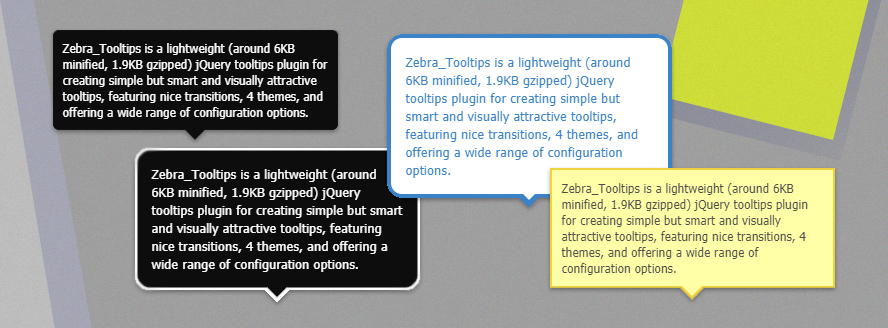 Zebra_Tooltips is a lightweight (around 6KB
minified, 1.9KB gzipped) jQuery tooltips plugin for
creating simple but smart and visually attractive
tooltips, featuring nice transitions, 4 themes, and
offering a wide range of configuration options.
Zebra_Tooltips is a lightweight (around
6KB minified, 1.9KB gzipped) jQuery
tooltips plugin for creating simple but
smart and visually attractive tooltips,
featuring nice transitions, 4 themes, and
offering a wide range of configuration
options.
Zebra_Tooltips is a lightweight (around
6KB minified, 1.9KB gzipped) jQuery
tooltips plugin for creating simple but smart
and visually attractive tooltips, featuring
nice transitions, 4 themes, and offering a
wide range of configuration options.
Zebra_Tooltips is a lightweight (around 6KB
minified, 1.9KB gzipped) jQuery tooltips plugin
for creating simple but smart and visually
attractive tooltips, featuring nice transitions, 4
themes, and offering a wide range of
configuration options.